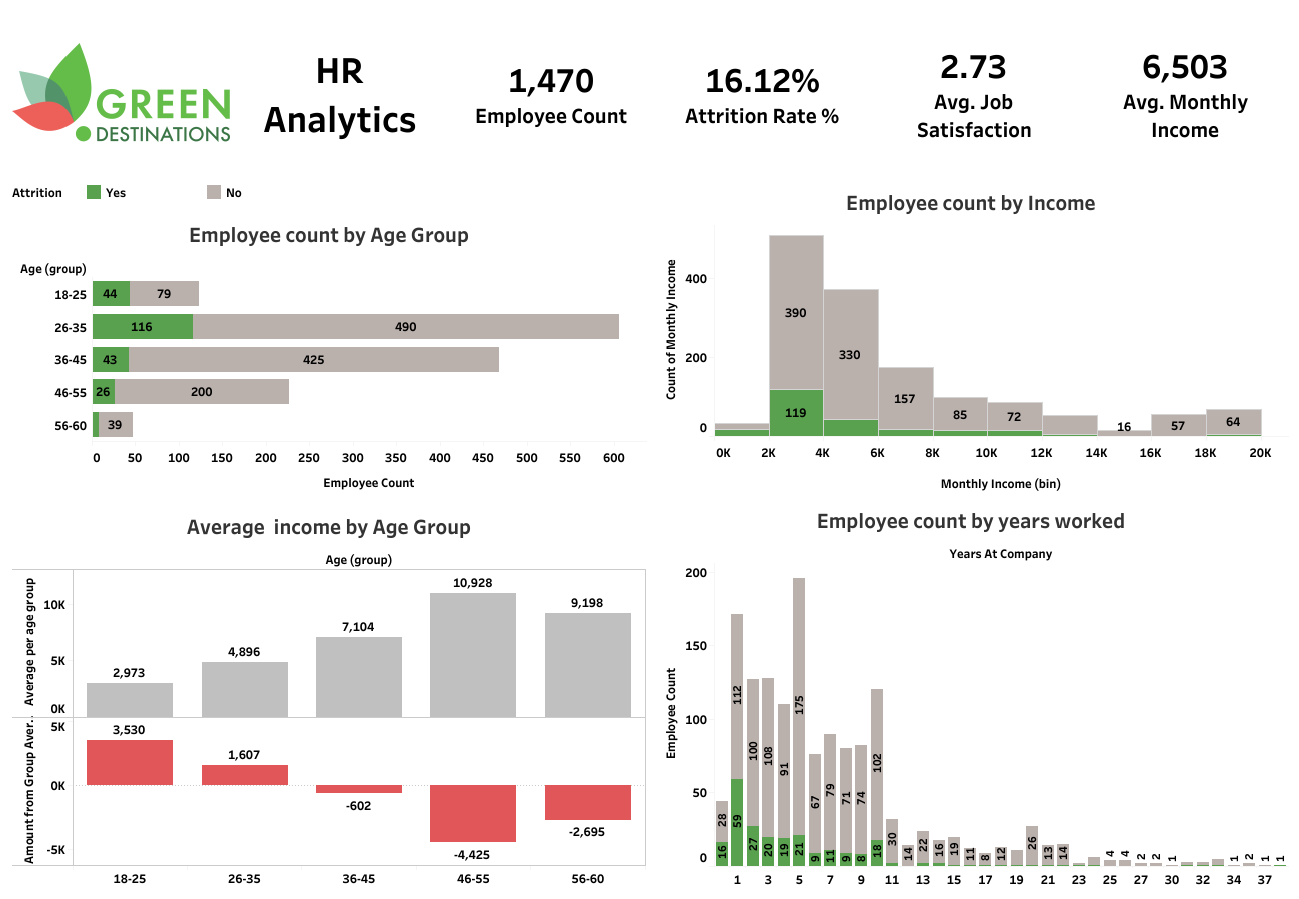 GREEN
DESTINATIONS
HR
Analytics
1,470
Employee Count
16.12%
Attrition Rate %
2.73
Avg. Job
Satisfaction
6,503
Avg. Monthly
Income
Attrition Yes No
Employee count by Age Group
Age (group)
18-25 44 79
26-35 116 490
36-45 43 425
46-55 26 200
56-60 39
0 50 100 150 200 250 300 350 400 450 500 550 600
Employee Count
Employee count by Income
Count of Monthly Income
400
200
0
390
330
119
157
85
72
16
57
64
0K 2K 4K 6K 8K 10K 12K 14K 16K 18K 20K
Monthly Income (bin)
Average income by Age Group
Age (group)
Average per age group
10K
5K
0K
2,973
4,896
7,104
10,928
9,198
Amount from Group Aver..
5K
0K
-5K
3,530
1,607
-602
-4,425
-2,695
18-25 26-35 36-45 46-55 56-60
Employee count by years worked
Years At Company
Employee Count
200
150
100
50
0
28
112
100
108
91
175
67
79
71
74
102
30
14
22
16
19
11
8
12
26
13
14
4
4
2
2
1
1
2
1
1
16
59
27
20
19
21
9
11
9
8
18
1 3 5 7 9 11 13 15 17 19 21 23 25 27 30 32 34 37